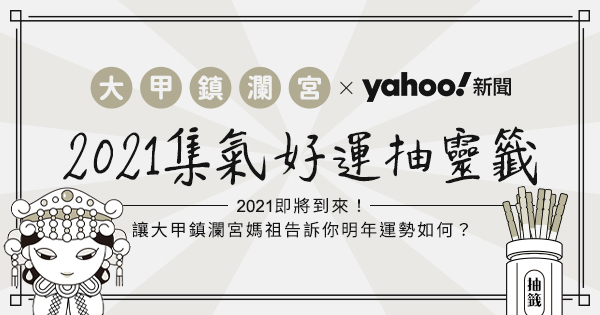 大甲鎮瀾宮 × yahoo! 新聞
2021集氣好運抽靈籤
2021即將到來！
讓大甲鎮瀾宮媽祖告訴你明年運勢如何？
抽籤